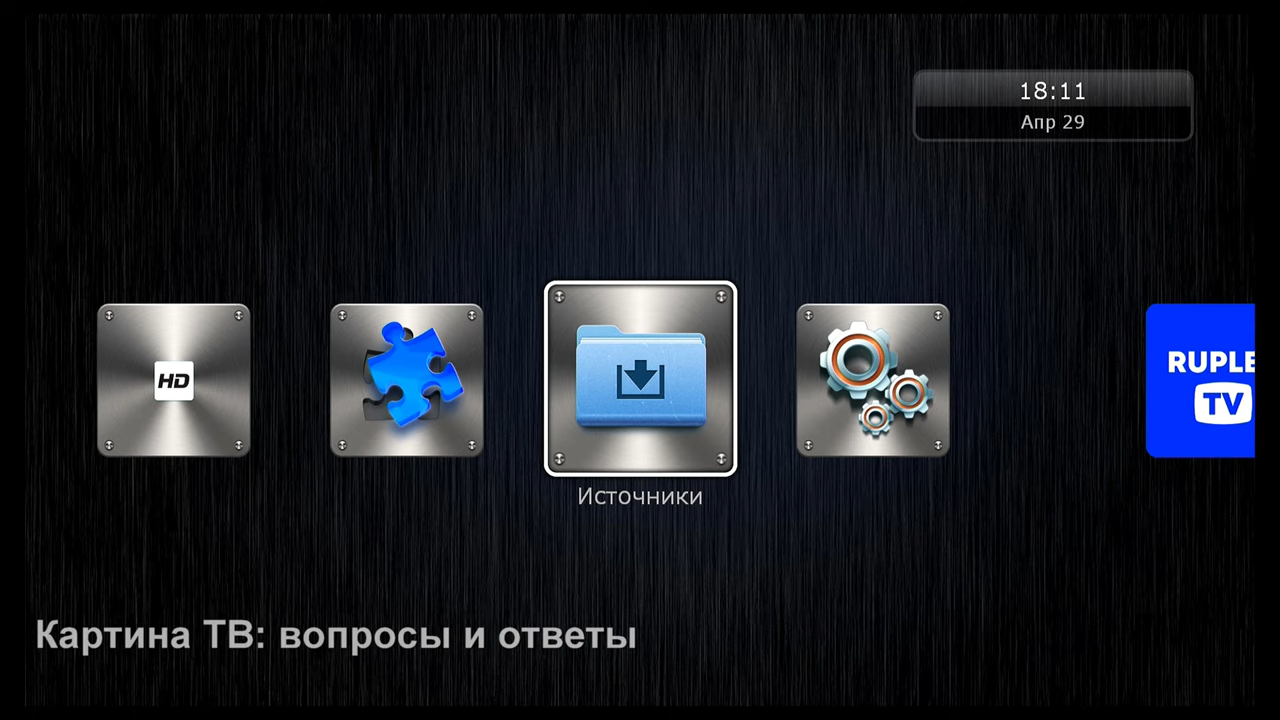 18:11
Апр 29
HD
RUPLE
TV
Источники
Картина ТВ: вопросы и ответы